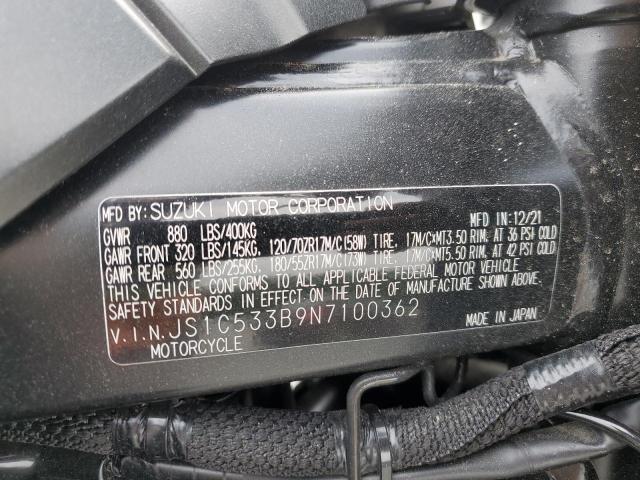 MFD BY: SUZUKI MOTOR CORPORATION MFD IN: 12/21
GVWR 880 LBS/400KG
GAWR FRONT 320 LBS/145KG. 120/70ZR17M/C(58W) TIRE, 17M/C×MT3.50 RIM. AT 36 PSI COLD
GAWR REAR 560 LBS/255KG. 180/55ZR17M/C(73W) TIRE, 17M/C×MT5.50 RIM. AT 42 PSI COLD
THIS VEHICLE CONFORMS TO ALL APPLICABLE FEDERAL MOTOR VEHICLE
SAFETY STANDARDS IN EFFECT ON THE DATE OF MANUFACTURE SHOWN ABOVE
V.I.N.JS1C533B9N7100362
MOTORCYCLE MADE IN JAPAN